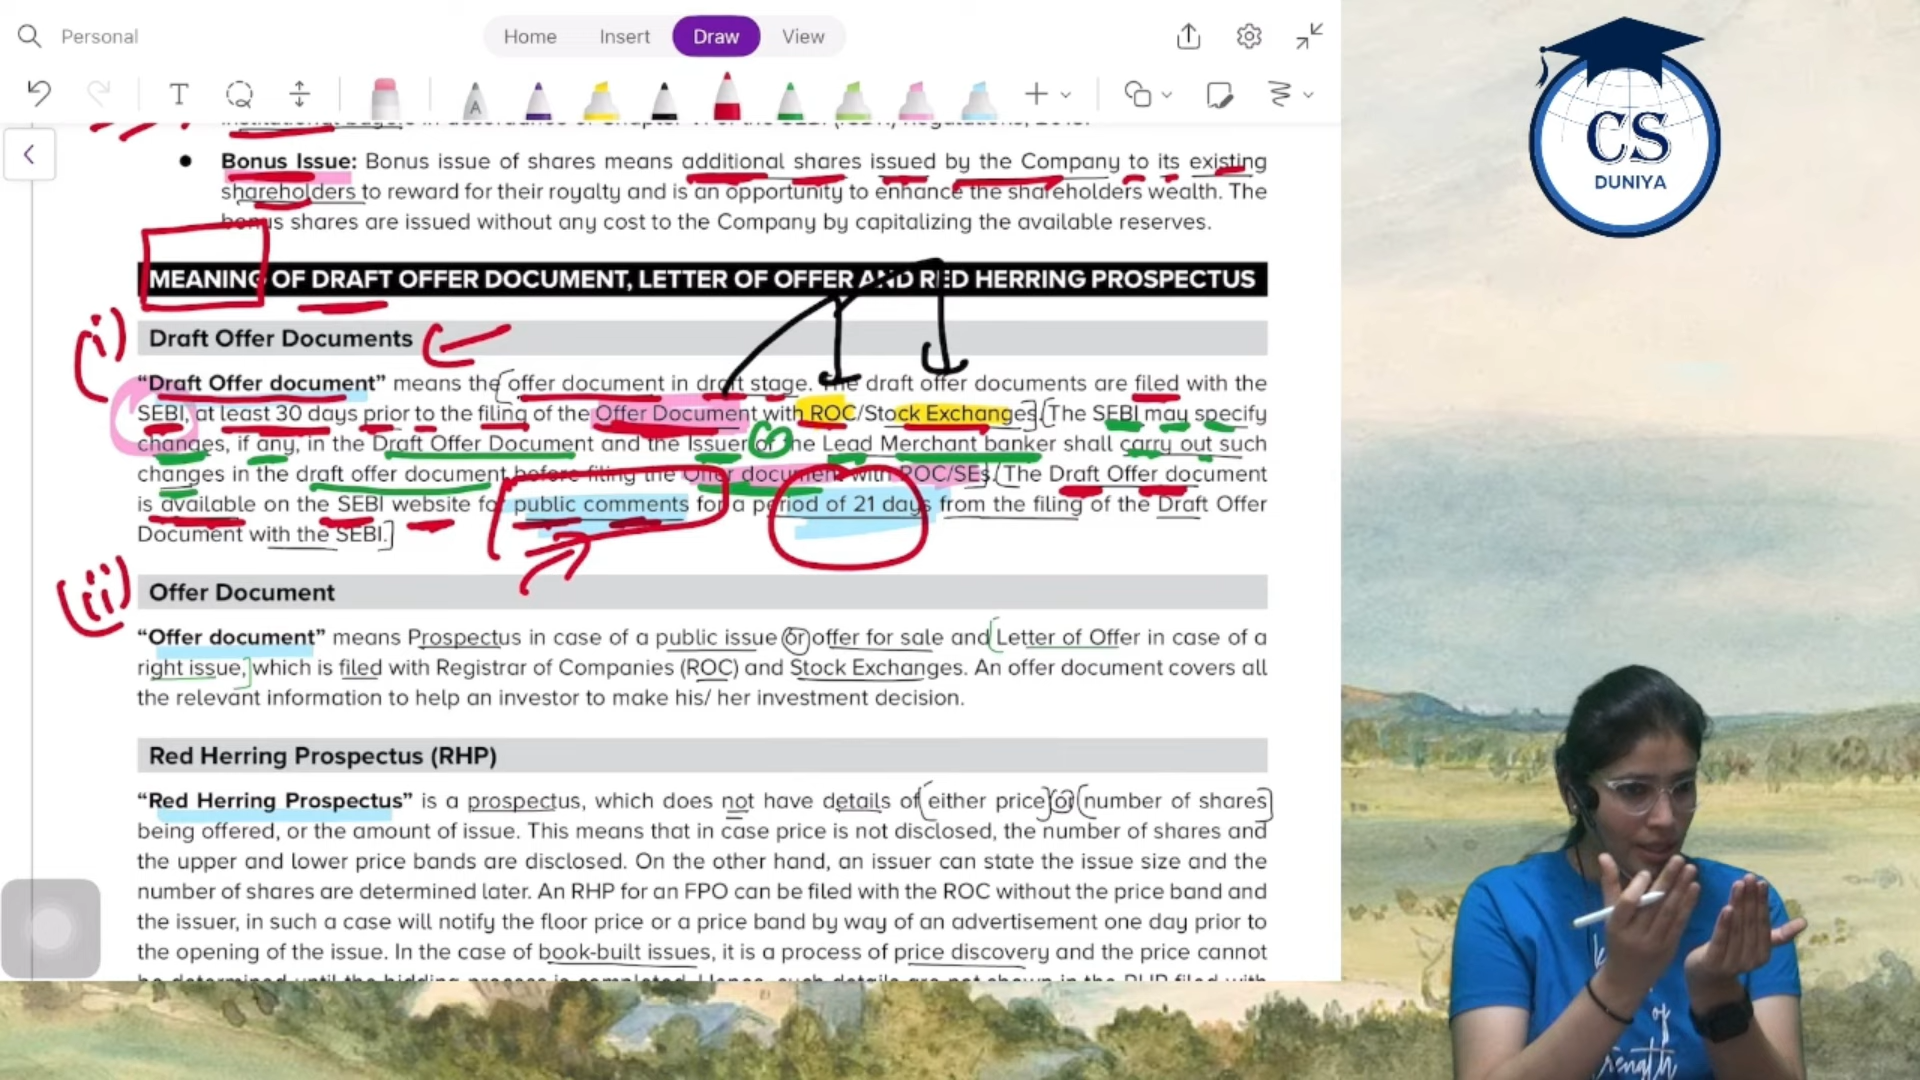 Personal
Home Insert Draw View
T
A
Bonus Issue: Bonus issue of shares means additional shares issued by the Company to its existing
shareholders to reward for their royalty and is an opportunity to enhance the shareholders wealth. The
bonus shares are issued without any cost to the Company by capitalizing the available reserves.
MEANING OF DRAFT OFFER DOCUMENT, LETTER OF OFFER AND RED HERRING PROSPECTUS
(i) Draft Offer Documents
“Draft Offer document” means the offer document in draft stage. The draft offer documents are filed with the
SEBI, at least 30 days prior to the filing of the Offer Document with ROC/Stock Exchanges. The SEBI may specify
changes, if any, in the Draft Offer Document and the Issuer or the Lead Merchant banker shall carry out such
changes in the draft offer document before filing the Offer document with ROC/SEs. The Draft Offer document
is available on the SEBI website for public comments for a period of 21 days from the filing of the Draft Offer
Document with the SEBI.
(ii) Offer Document
“Offer document” means Prospectus in case of a public issue or offer for sale and Letter of Offer in case of a
right issue, which is filed with Registrar of Companies (ROC) and Stock Exchanges. An offer document covers all
the relevant information to help an investor to make his/ her investment decision.
Red Herring Prospectus (RHP)
“Red Herring Prospectus” is a prospectus, which does not have details of either price or number of shares
being offered, or the amount of issue. This means that in case price is not disclosed, the number of shares and
the upper and lower price bands are disclosed. On the other hand, an issuer can state the issue size and the
number of shares are determined later. An RHP for an FPO can be filed with the ROC without the price band and
the issuer, in such a case will notify the floor price or a price band by way of an advertisement one day prior to
the opening of the issue. In the case of book-built issues, it is a process of price discovery and the price cannot
CS
DUNIYA